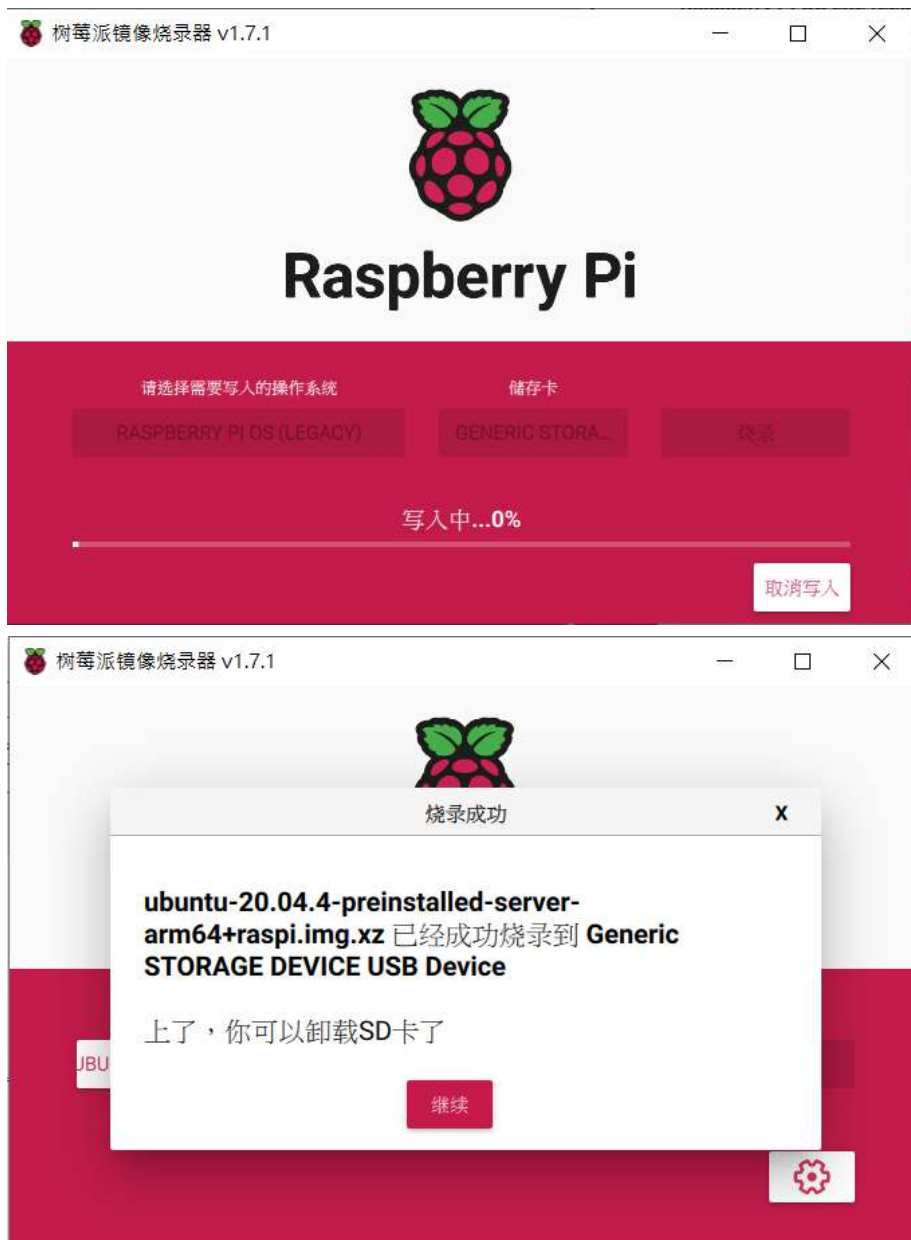 树莓派镜像烧录器 v1.7.1
Raspberry Pi
请选择需要写入的操作系统 储存卡
RASPBERRY PI OS (LEGACY) GENERIC STORA... 烧录
写入中...0%
取消写入
树莓派镜像烧录器 v1.7.1
烧录成功 X
ubuntu-20.04.4-preinstalled-server-
arm64+raspi.img.xz 已经成功烧录到 Generic
STORAGE DEVICE USB Device
上了，你可以卸载SD卡了
JBU
继续